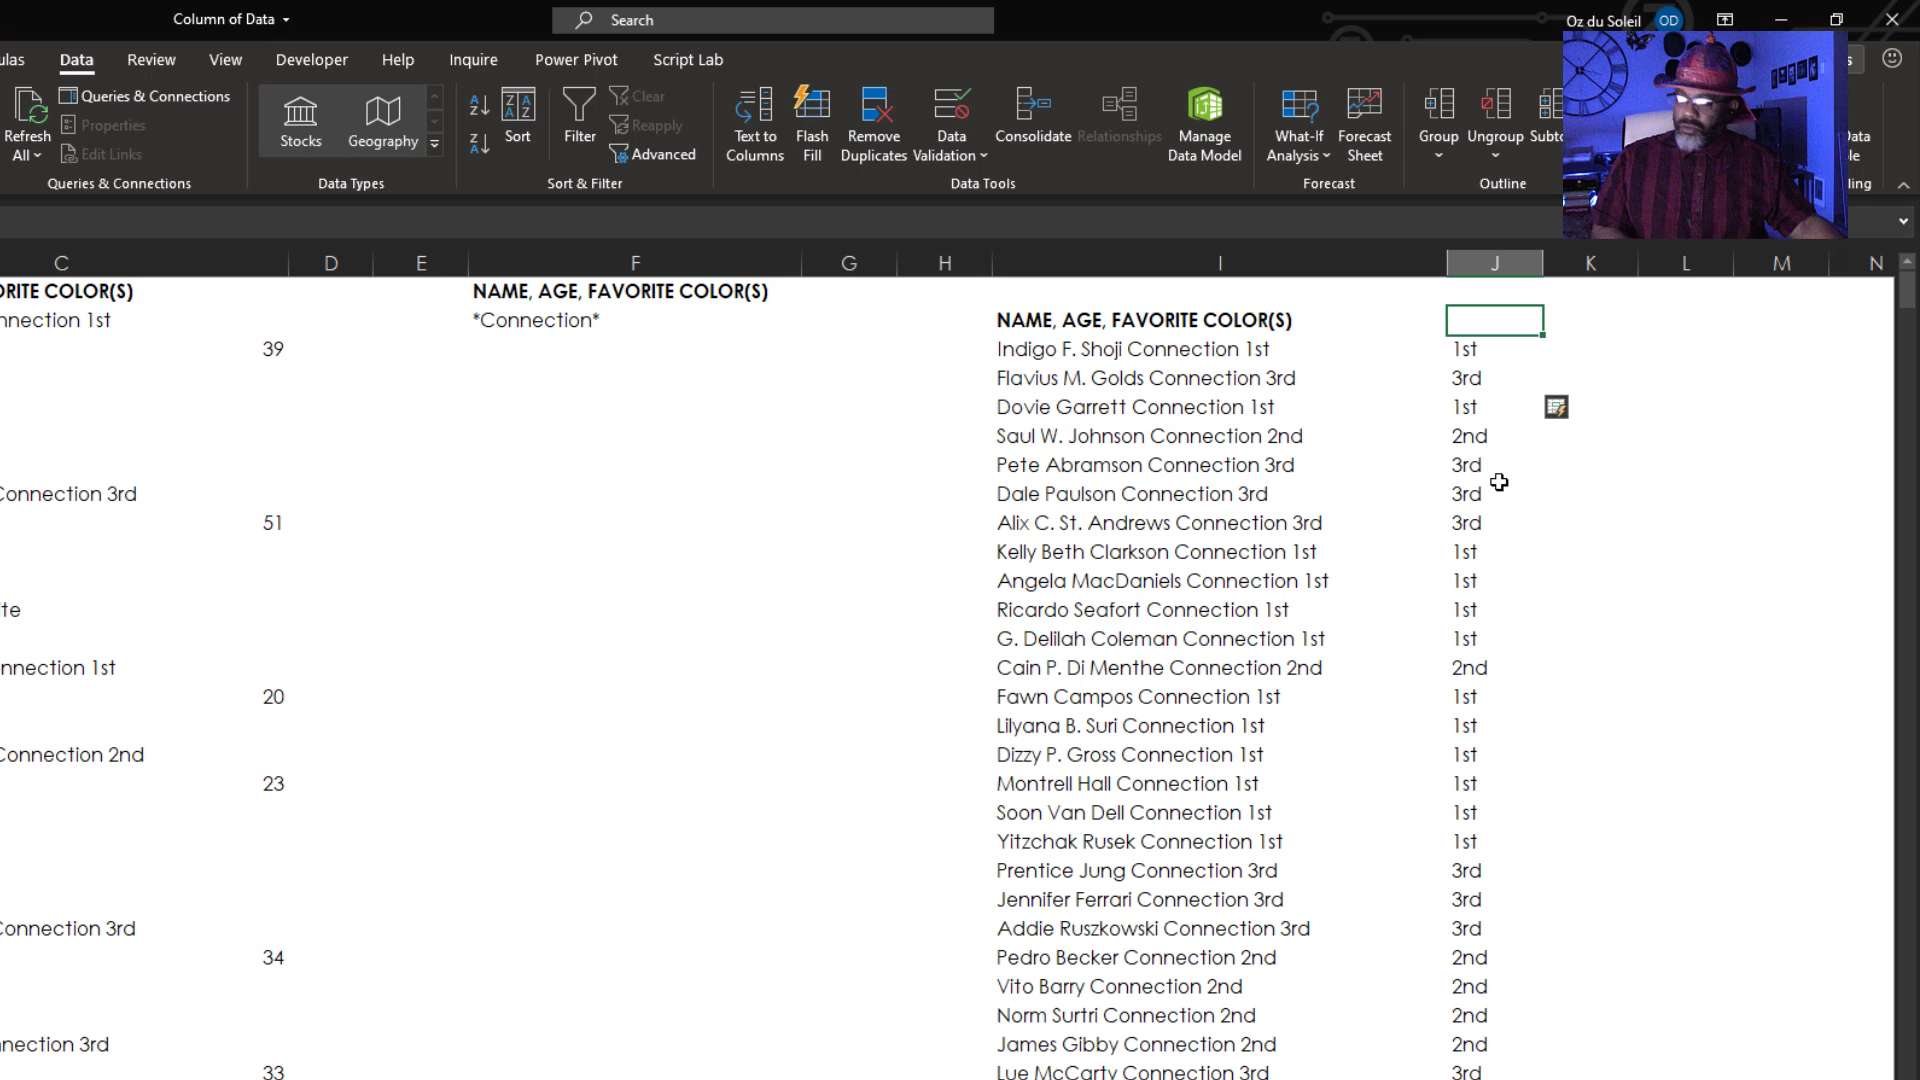 Column of Data
Search
Oz du Soleil
OD
ulas
Data
Review
View
Developer
Help
Inquire
Power Pivot
Script Lab
Refresh
All
Queries & Connections
Properties
Edit Links
Queries & Connections
Stocks
Geography
Data Types
Sort
Filter
Clear
Reapply
Advanced
Sort & Filter
Text to
Columns
Flash
Fill
Remove
Duplicates
Data
Validation
Consolidate
Relationships
Manage
Data Model
Data Tools
What-If
Analysis
Forecast
Sheet
Forecast
Group
Ungroup
Subto
Outline
C D E F G H I J K L M N
ORITE COLOR(S) NAME, AGE, FAVORITE COLOR(S)
nnection 1st *Connection* NAME, AGE, FAVORITE COLOR(S)
39 Indigo F. Shoji Connection 1st 1st
Flavius M. Golds Connection 3rd 3rd
Dovie Garrett Connection 1st 1st
Saul W. Johnson Connection 2nd 2nd
Pete Abramson Connection 3rd 3rd
Connection 3rd Dale Paulson Connection 3rd 3rd
51 Alix C. St. Andrews Connection 3rd 3rd
Kelly Beth Clarkson Connection 1st 1st
Angela MacDaniels Connection 1st 1st
ite Ricardo Seafort Connection 1st 1st
G. Delilah Coleman Connection 1st 1st
nnection 1st Cain P. Di Menthe Connection 2nd 2nd
20 Fawn Campos Connection 1st 1st
Lilyana B. Suri Connection 1st 1st
Connection 2nd Dizzy P. Gross Connection 1st 1st
23 Montrell Hall Connection 1st 1st
Soon Van Dell Connection 1st 1st
Yitzchak Rusek Connection 1st 1st
Prentice Jung Connection 3rd 3rd
Jennifer Ferrari Connection 3rd 3rd
Connection 3rd Addie Ruszkowski Connection 3rd 3rd
34 Pedro Becker Connection 2nd 2nd
Vito Barry Connection 2nd 2nd
Norm Surtri Connection 2nd 2nd
nection 3rd James Gibby Connection 2nd 2nd
33 Lue McCarty Connection 3rd 3rd